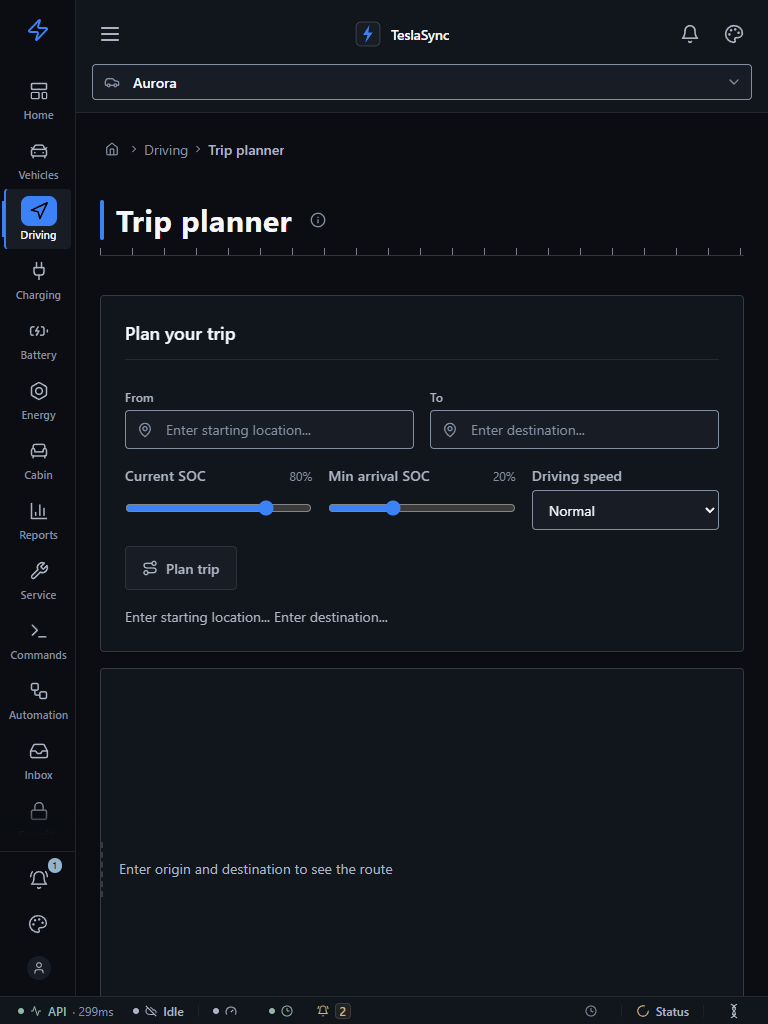 TeslaSync
Aurora
Home
Vehicles
Driving
Charging
Battery
Energy
Cabin
Reports
Service
Commands
Automation
Inbox
1
Driving > Trip planner
Trip planner
Plan your trip
From
To
Enter starting location...
Enter destination...
Current SOC 80%
Min arrival SOC 20%
Driving speed
Normal
Plan trip
Enter starting location... Enter destination...
Enter origin and destination to see the route
API · 299ms
Idle
2
Status